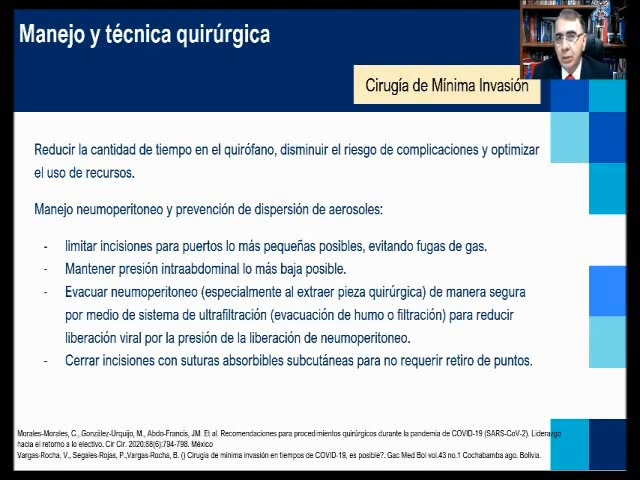 Manejo y técnica quirúrgica
Cirugía de Mínima Invasión
Reducir la cantidad de tiempo en el quirófano, disminuir el riesgo de complicaciones y optimizar
el uso de recursos.
Manejo neumoperitoneo y prevención de dispersión de aerosoles:
- limitar incisiones para puertos lo más pequeñas posibles, evitando fugas de gas.
- Mantener presión intraabdominal lo más baja posible.
- Evacuar neumoperitoneo (especialmente al extraer pieza quirúrgica) de manera segura
por medio de sistema de ultrafiltración (evacuación de humo o filtración) para reducir
liberación viral por la presión de la liberación de neumoperitoneo.
- Cerrar incisiones con suturas absorbibles subcutáneas para no requerir retiro de puntos.
Morales-Morales, C., González-Urquijo, M., Abdo-Francis, JM. Et al. Recomendaciones para procedimientos quirúrgicos durante la pandemia de COVID-19 (SARS-CoV-2). Liderazgo
hacia el retorno a lo electivo. Cir Cir. 2020;88(6):794-798. México
Vargas-Rocha, V., Segales-Rojas, P.,Vargas-Rocha, B. () Cirugía de mínima invasión en tiempos de COVID-19, es posible?. Gac Med Bol vol.43 no.1 Cochabamba ago. Bolivia.